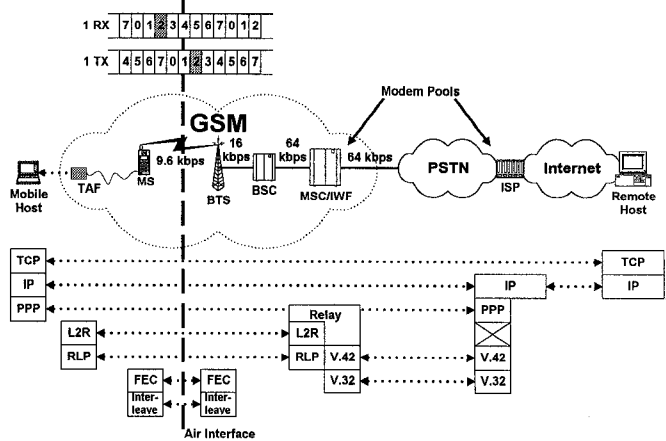 1 RX 7 0 1 2 3 4 5 6 7 0 1 2
1 TX 4 5 6 7 0 1 2 3 4 5 6 7
Modem Pools
GSM
16 kbps
64 kbps
9.6 kbps
64 kbps
PSTN
Internet
TAF
MS
BTS
BSC
MSC/IWF
ISP
Mobile Host
Remote Host
TCP
TCP
IP
IP
IP
PPP
Relay
PPP
L2R
L2R
RLP
RLP
V.42
V.42
V.32
V.32
FEC
FEC
Inter-
leave
Inter-
leave
Air Interface